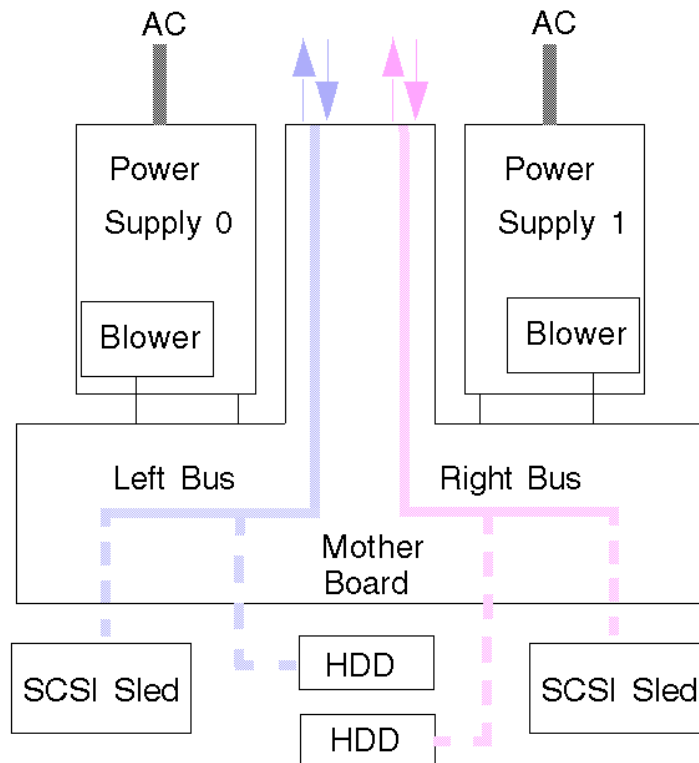 AC
AC
Power
Supply 0
Power
Supply 1
Blower
Blower
Left Bus
Right Bus
Mother
Board
SCSI Sled
HDD
SCSI Sled
HDD